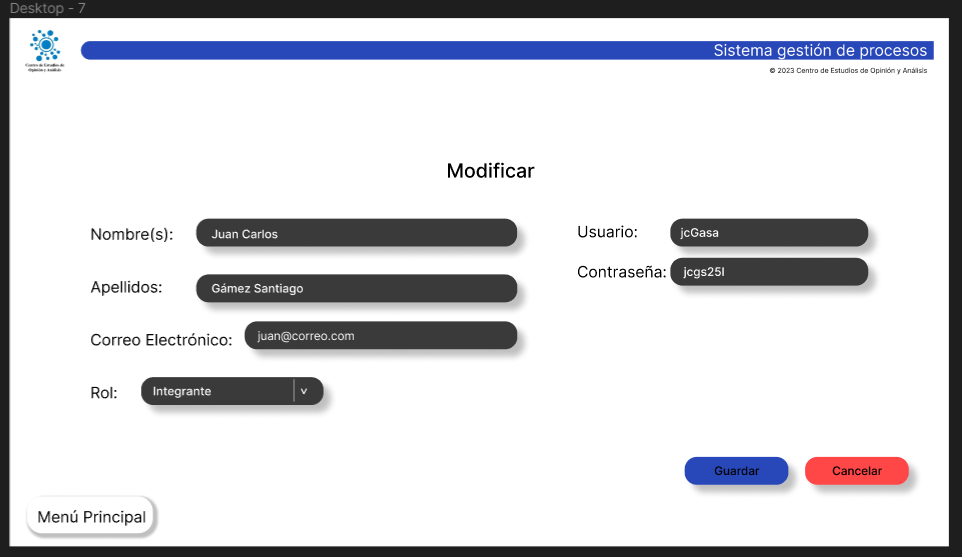 Desktop - 7
Centro de Estudios de
Opinión y Análisis
Sistema gestión de procesos
© 2023 Centro de Estudios de Opinión y Análisis
Modificar
Nombre(s): Juan Carlos
Usuario: jcGasa
Contraseña: jcgs25l
Apellidos: Gámez Santiago
Correo Electrónico: juan@correo.com
Rol: Integrante v
Guardar Cancelar
Menú Principal